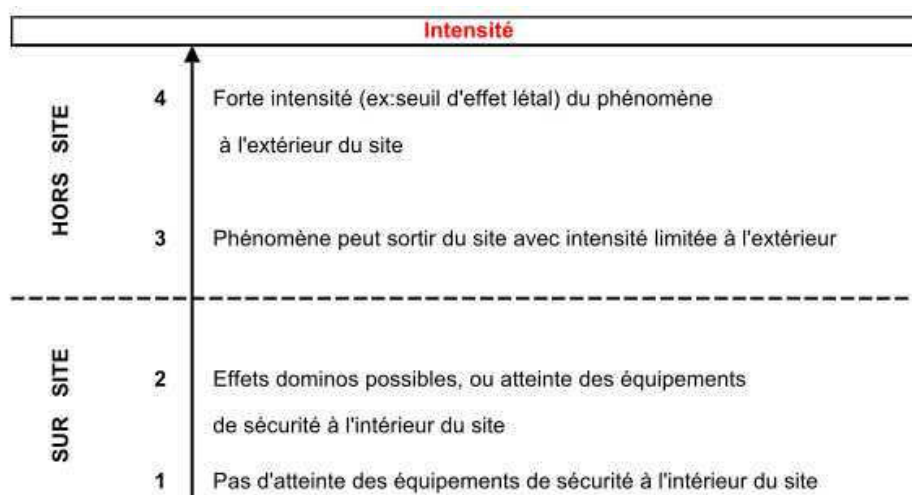 Intensité
HORS SITE
4 Forte intensité (ex:seuil d'effet létal) du phénomène
à l'extérieur du site
3 Phénomène peut sortir du site avec intensité limitée à l'extérieur
SUR SITE
2 Effets dominos possibles, ou atteinte des équipements
de sécurité à l'intérieur du site
1 Pas d'atteinte des équipements de sécurité à l'intérieur du site